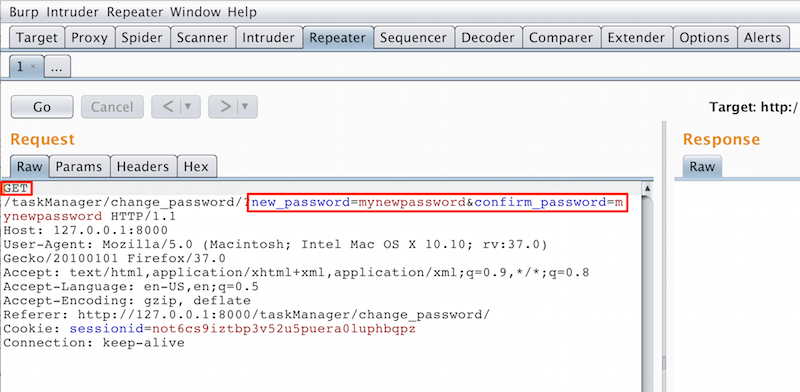 Burp Intruder Repeater Window Help
Target Proxy Spider Scanner Intruder Repeater Sequencer Decoder Comparer Extender Options Alerts
1 × ...
Go Cancel < ▼ > ▼ Target: http:/
Request Response
Raw Params Headers Hex Raw
GET
/taskManager/change_password/?new_password=mynewpassword&confirm_password=m
ynewpassword HTTP/1.1
Host: 127.0.0.1:8000
User-Agent: Mozilla/5.0 (Macintosh; Intel Mac OS X 10.10; rv:37.0)
Gecko/20100101 Firefox/37.0
Accept: text/html,application/xhtml+xml,application/xml;q=0.9,*/*;q=0.8
Accept-Language: en-US,en;q=0.5
Accept-Encoding: gzip, deflate
Referer: http://127.0.0.1:8000/taskManager/change_password/
Cookie: sessionid=not6cs9iztbp3v52u5puera0luphbqpz
Connection: keep-alive